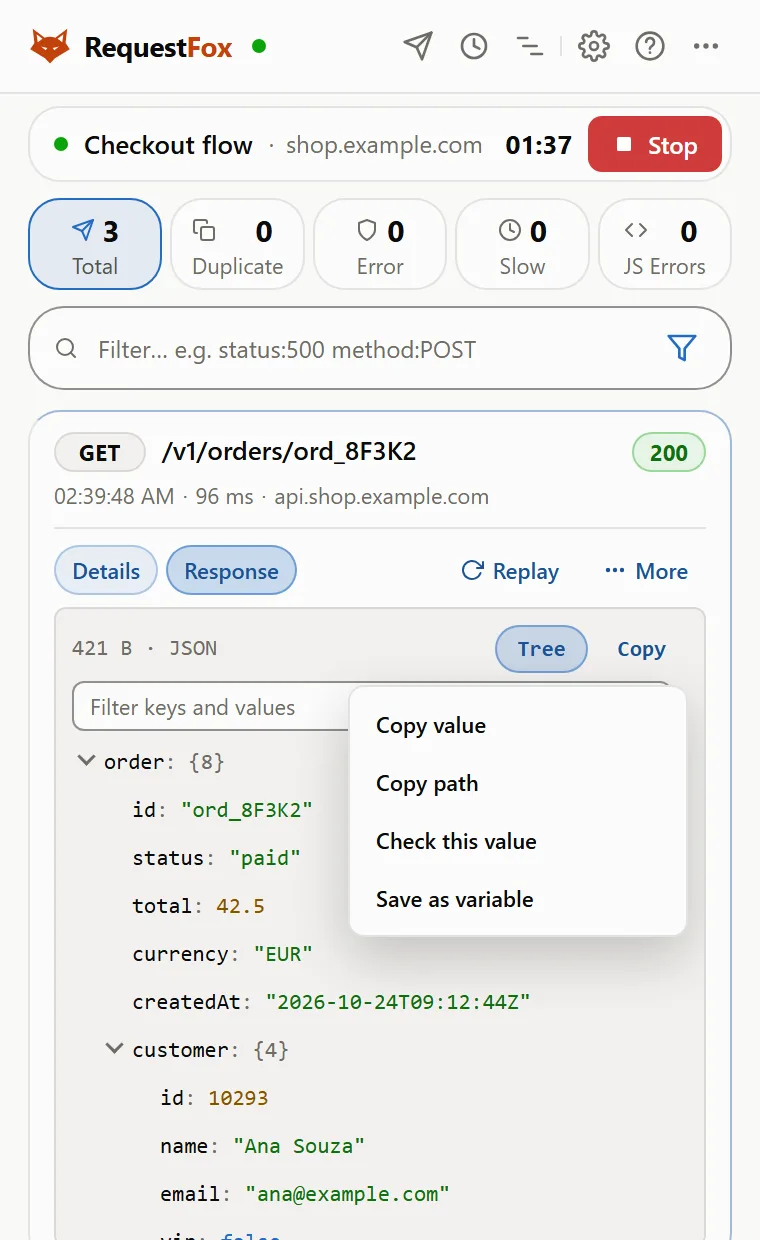 RequestFox
Checkout flow · shop.example.com 01:37 Stop
3 0 0 0 0
Total Duplicate Error Slow JS Errors
Filter... e.g. status:500 method:POST
GET /v1/orders/ord_8F3K2 200
02:39:48 AM · 96 ms · api.shop.example.com
Details Response Replay ··· More
421 B · JSON Tree Copy
Filter keys and values
Copy value
Copy path
Check this value
Save as variable
order: {8}
id: "ord_8F3K2"
status: "paid"
total: 42.5
currency: "EUR"
createdAt: "2026-10-24T09:12:44Z"
customer: {4}
id: 10293
name: "Ana Souza"
email: "ana@example.com"
vip: false